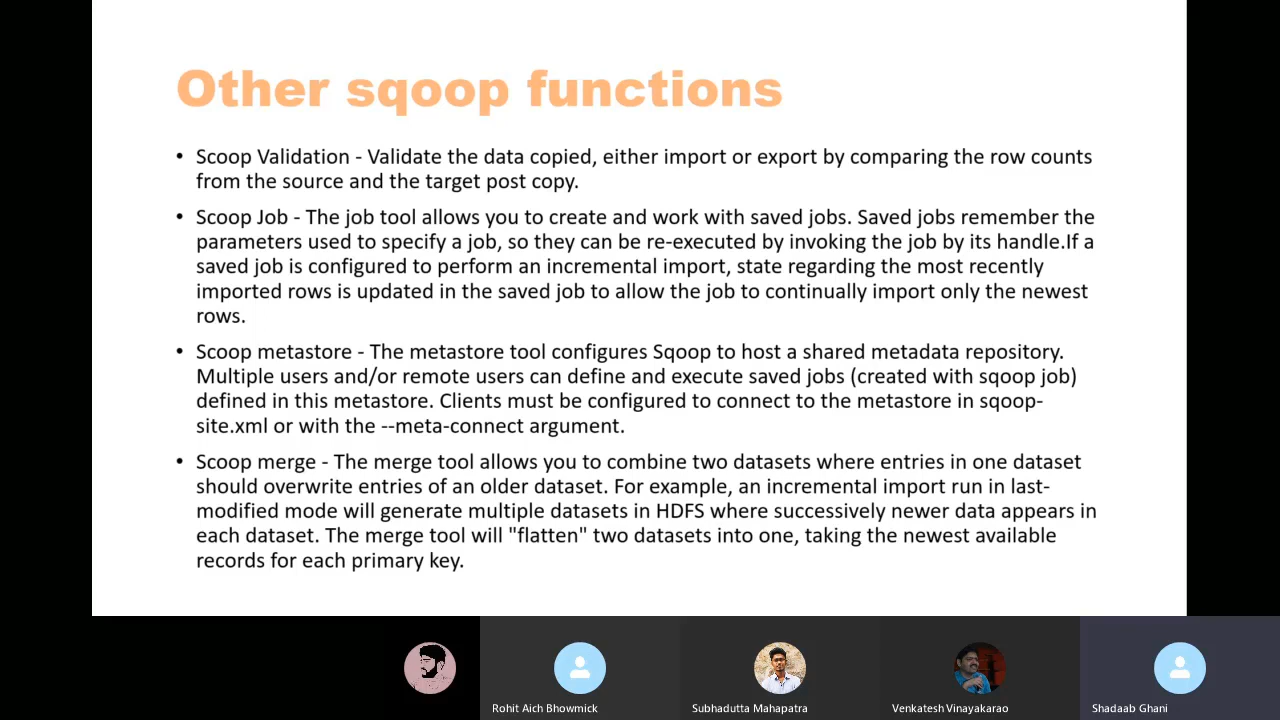 Other sqoop functions
• Scoop Validation - Validate the data copied, either import or export by comparing the row counts
from the source and the target post copy.
• Scoop Job - The job tool allows you to create and work with saved jobs. Saved jobs remember the
parameters used to specify a job, so they can be re-executed by invoking the job by its handle.If a
saved job is configured to perform an incremental import, state regarding the most recently
imported rows is updated in the saved job to allow the job to continually import only the newest
rows.
• Scoop metastore - The metastore tool configures Sqoop to host a shared metadata repository.
Multiple users and/or remote users can define and execute saved jobs (created with sqoop job)
defined in this metastore. Clients must be configured to connect to the metastore in sqoop-
site.xml or with the --meta-connect argument.
• Scoop merge - The merge tool allows you to combine two datasets where entries in one dataset
should overwrite entries of an older dataset. For example, an incremental import run in last-
modified mode will generate multiple datasets in HDFS where successively newer data appears in
each dataset. The merge tool will "flatten" two datasets into one, taking the newest available
records for each primary key.
Rohit Aich Bhowmick
Subhadutta Mahapatra
Venkatesh Vinayakarao
Shadaab Ghani